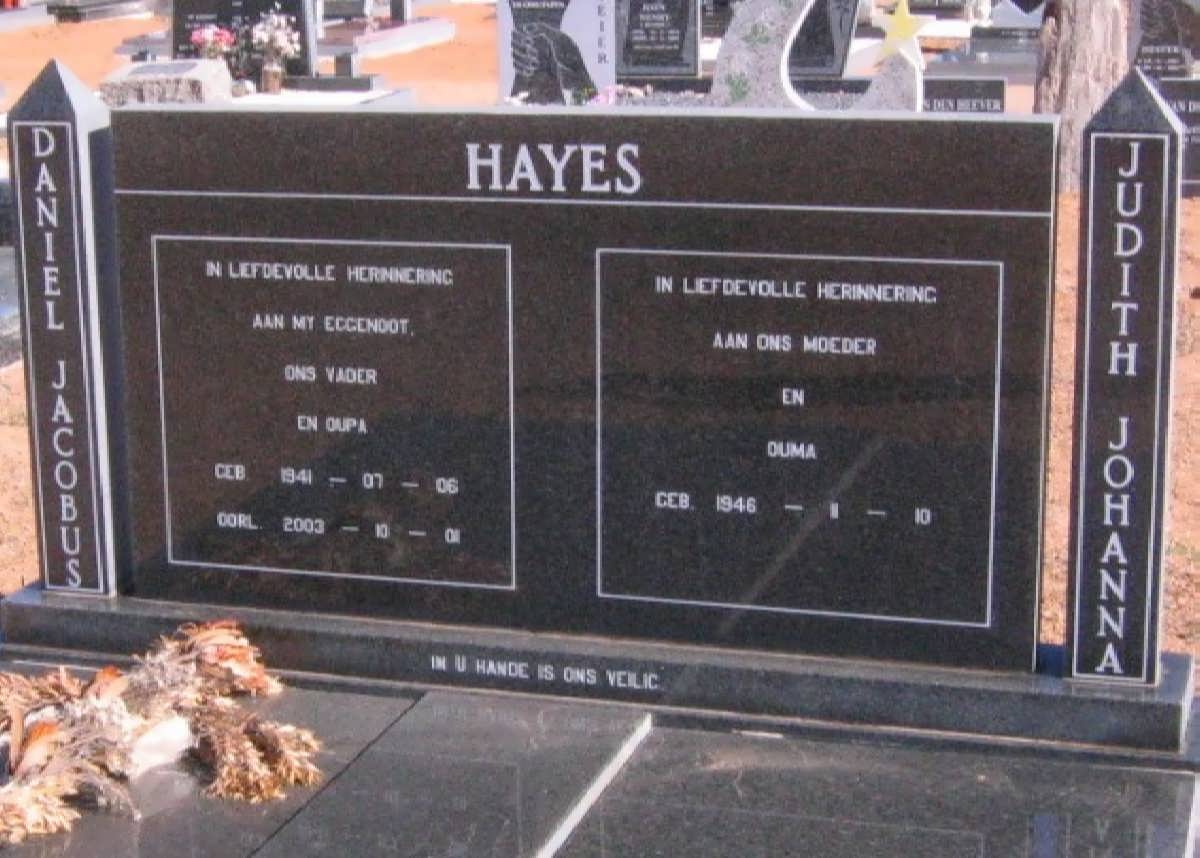 HAYES
DANIEL JACOBUS
IN LIEFDEVOLLE HERINNERING
AAN MY EGGENOOT,
ONS VADER
EN OUPA
GEB 1941 – 07 – 06
OORL. 2003 – 10 – 01
IN LIEFDEVOLLE HERINNERING
AAN ONS MOEDER
EN
OUMA
GEB. 1946 – 11 – 10
JUDITH JOHANNA
IN U HANDE IS ONS VEILIG
DEN HEEVER